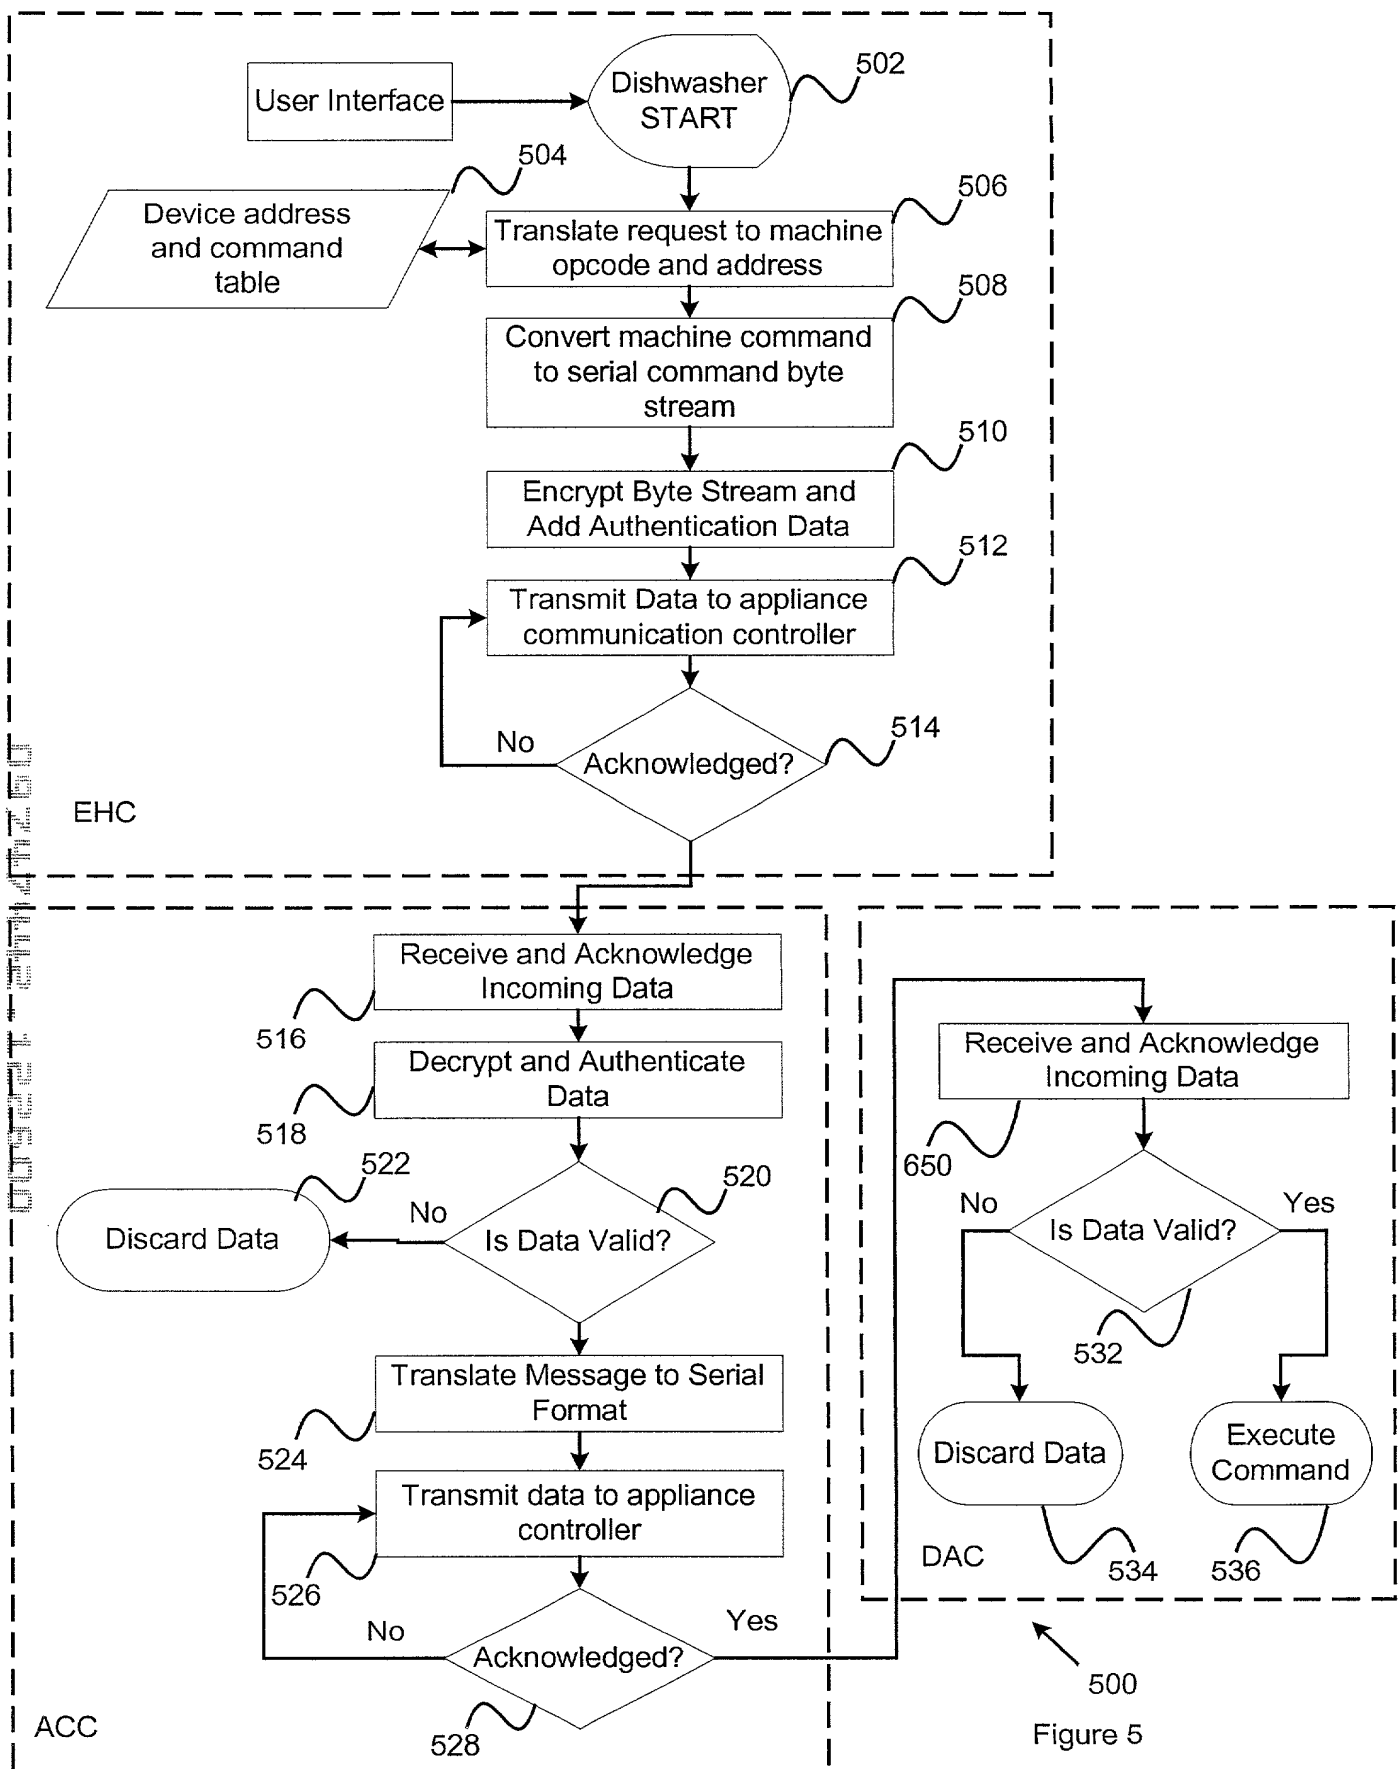 User Interface
Dishwasher
START
502
504
Device address
and command
table
506
Translate request to machine
opcode and address
508
Convert machine command
to serial command byte
stream
510
Encrypt Byte Stream and
Add Authentication Data
512
Transmit Data to appliance
communication controller
514
No
Acknowledged?
EHC
Receive and Acknowledge
Incoming Data
516
Decrypt and Authenticate
Data
518
522
520
No
Discard Data
Is Data Valid?
Translate Message to Serial
Format
524
Transmit data to appliance
controller
526
No
Yes
Acknowledged?
528
ACC
Receive and Acknowledge
Incoming Data
650
No
Yes
Is Data Valid?
532
Discard Data
Execute
Command
DAC
534
536
500
Figure 5